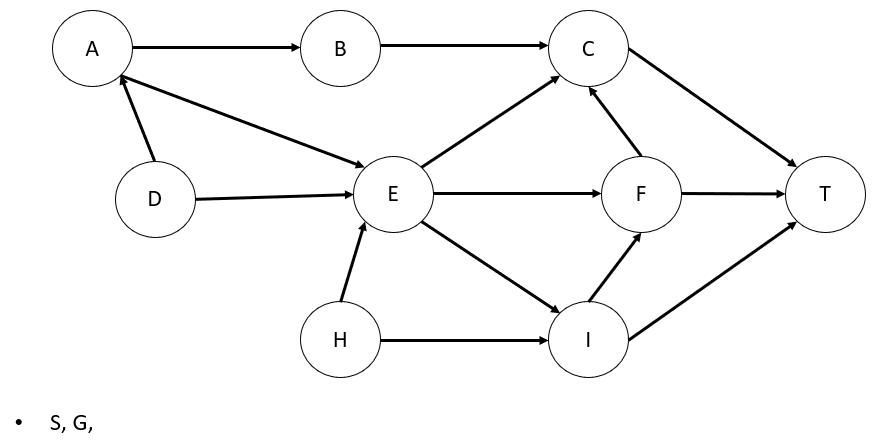 A B C
D E F T
H I
• S, G,